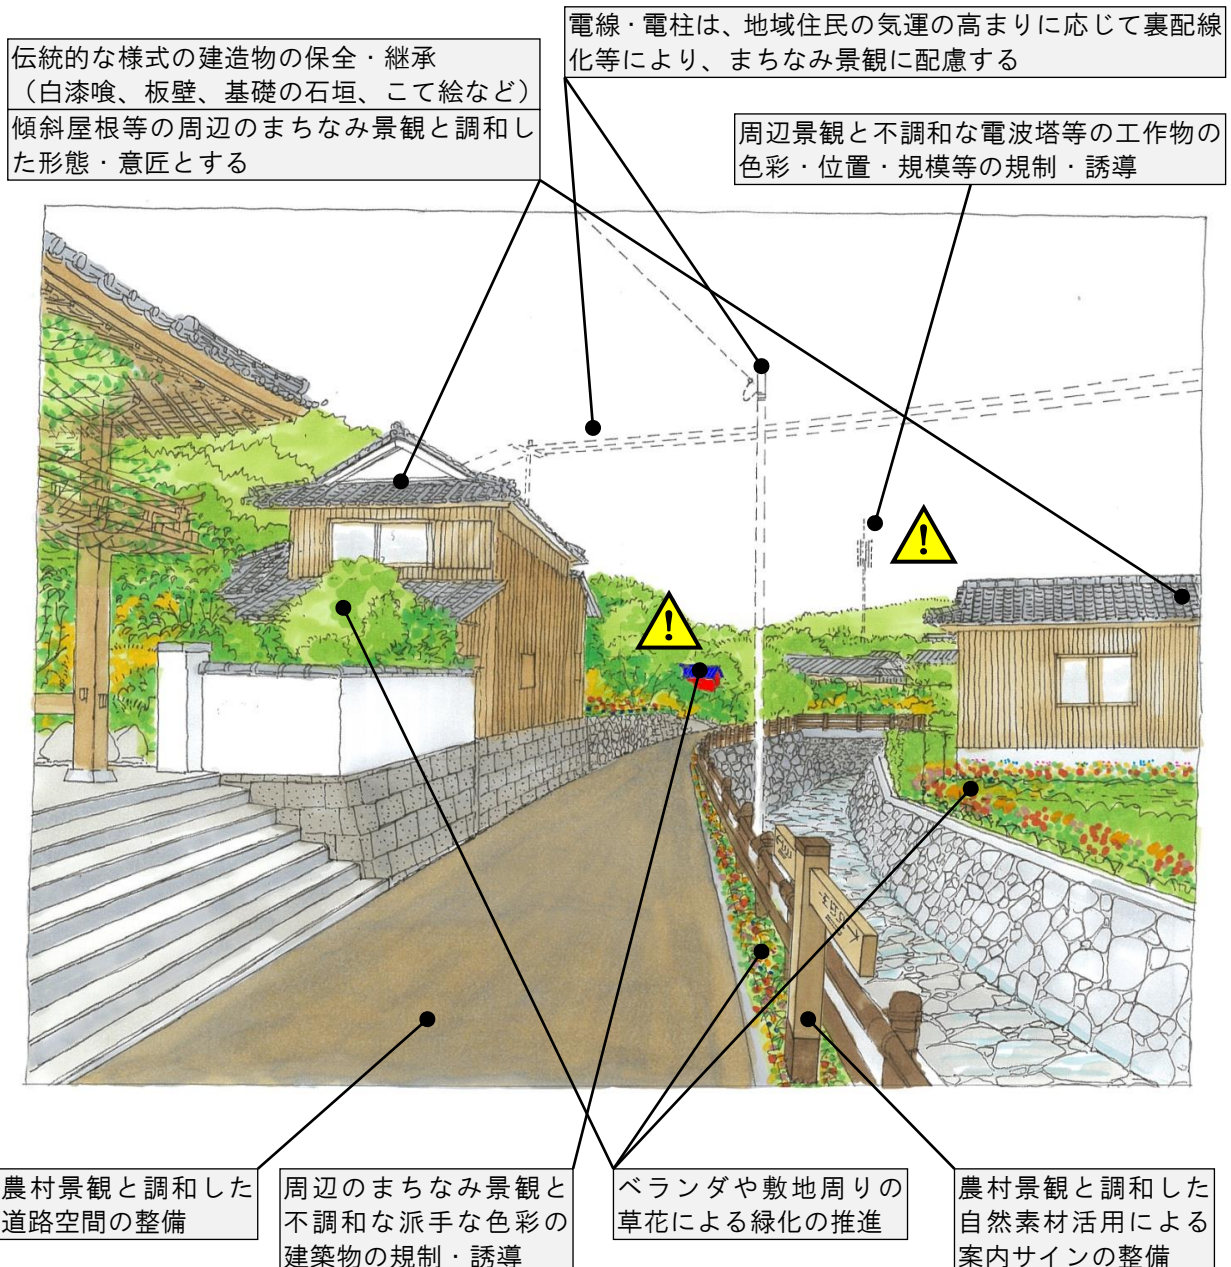 伝統的な様式の建造物の保全・継承
（白漆喰、板壁、基礎の石垣、こて絵など）
傾斜屋根等の周辺のまちなみ景観と調和し
た形態・意匠とする
電線・電柱は、地域住民の気運の高まりに応じて裏配線
化等により、まちなみ景観に配慮する
周辺景観と不調和な電波塔等の工作物の
色彩・位置・規模等の規制・誘導
!
!
農村景観と調和した
道路空間の整備
周辺のまちなみ景観と
不調和な派手な色彩の
建築物の規制・誘導
ベランダや敷地周りの
草花による緑化の推進
農村景観と調和した
自然素材活用による
案内サインの整備